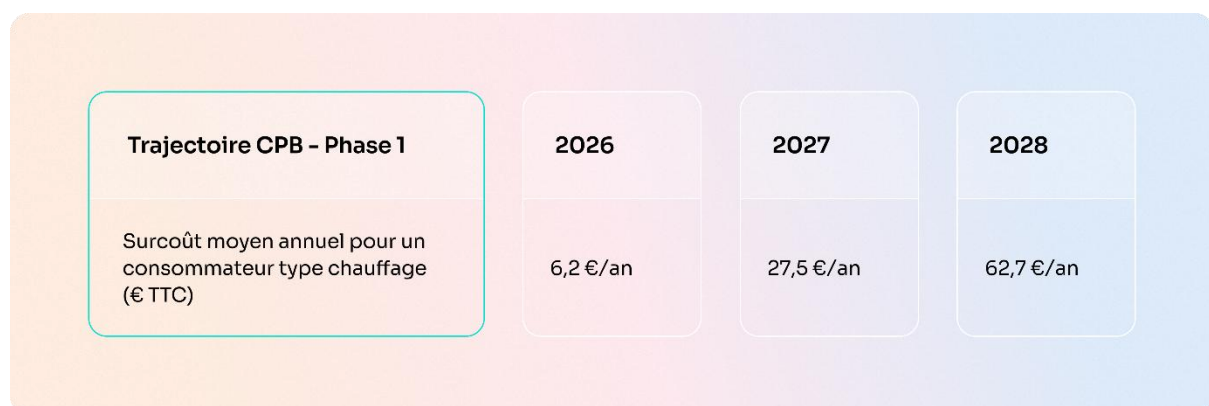 Trajectoire CPB - Phase 1
2026
2027
2028
Surcoût moyen annuel pour un
consommateur type chauffage
(€ TTC)
6,2 €/an
27,5 €/an
62,7 €/an